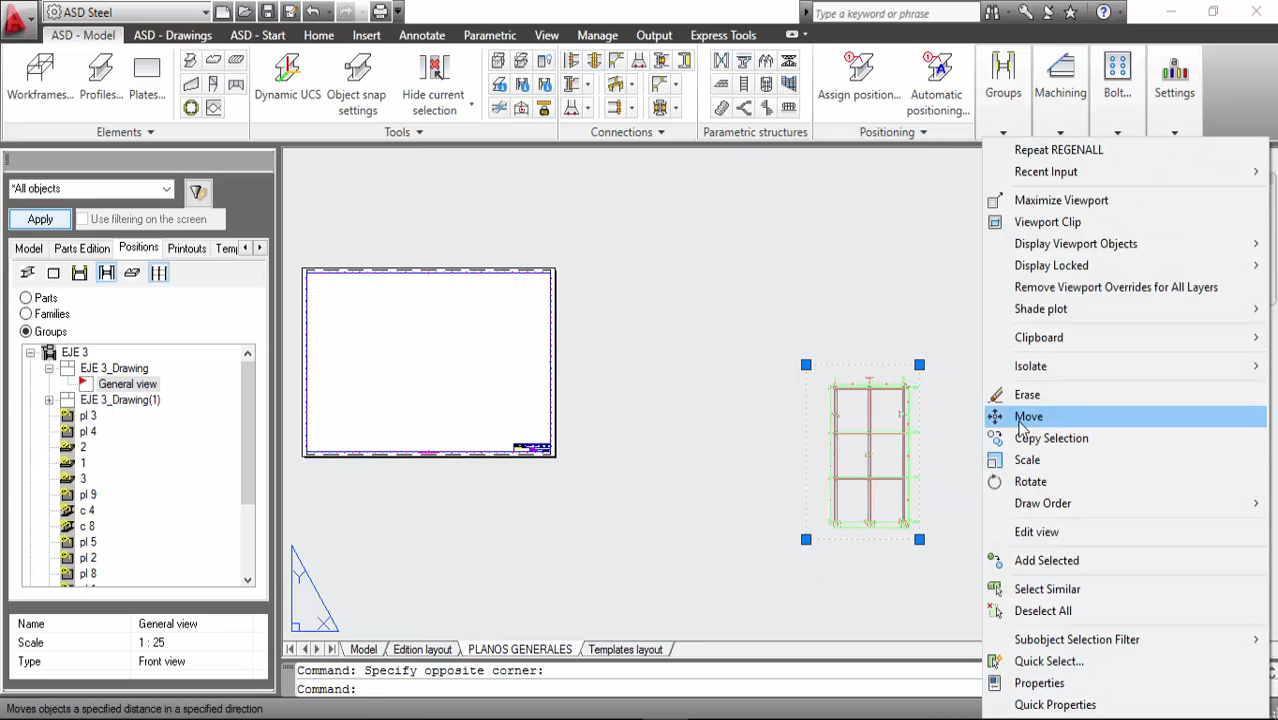 ASD Steel
Type a keyword or phrase
ASD - Model
ASD - Drawings
ASD - Start
Home
Insert
Annotate
Parametric
View
Manage
Output
Express Tools
Workframes...
Profiles...
Plates...
Dynamic UCS
Object snap settings
Hide current selection
Assign position...
Automatic positioning...
Groups
Machining
Bolt...
Settings
Elements
Tools
Connections
Parametric structures
Positioning
*All objects
Apply
Use filtering on the screen
Model
Parts Edition
Positions
Printouts
Parts
Families
Groups
EJE 3
EJE 3_Drawing
General view
EJE 3_Drawing(1)
pl 3
pl 4
2
1
3
pl 9
c 4
c 8
pl 5
pl 2
pl 8
Name General view
Scale 1 : 25
Type Front view
Y
X
Model
Edition layout
PLANOS GENERALES
Templates layout
Command: Specify opposite corner:
Command:
Moves objects a specified distance in a specified direction
Repeat REGENALL
Recent Input
Maximize Viewport
Viewport Clip
Display Viewport Objects
Display Locked
Remove Viewport Overrides for All Layers
Shade plot
Clipboard
Isolate
Erase
Move
Copy Selection
Scale
Rotate
Draw Order
Edit view
Add Selected
Select Similar
Deselect All
Subobject Selection Filter
Quick Select...
Properties
Quick Properties